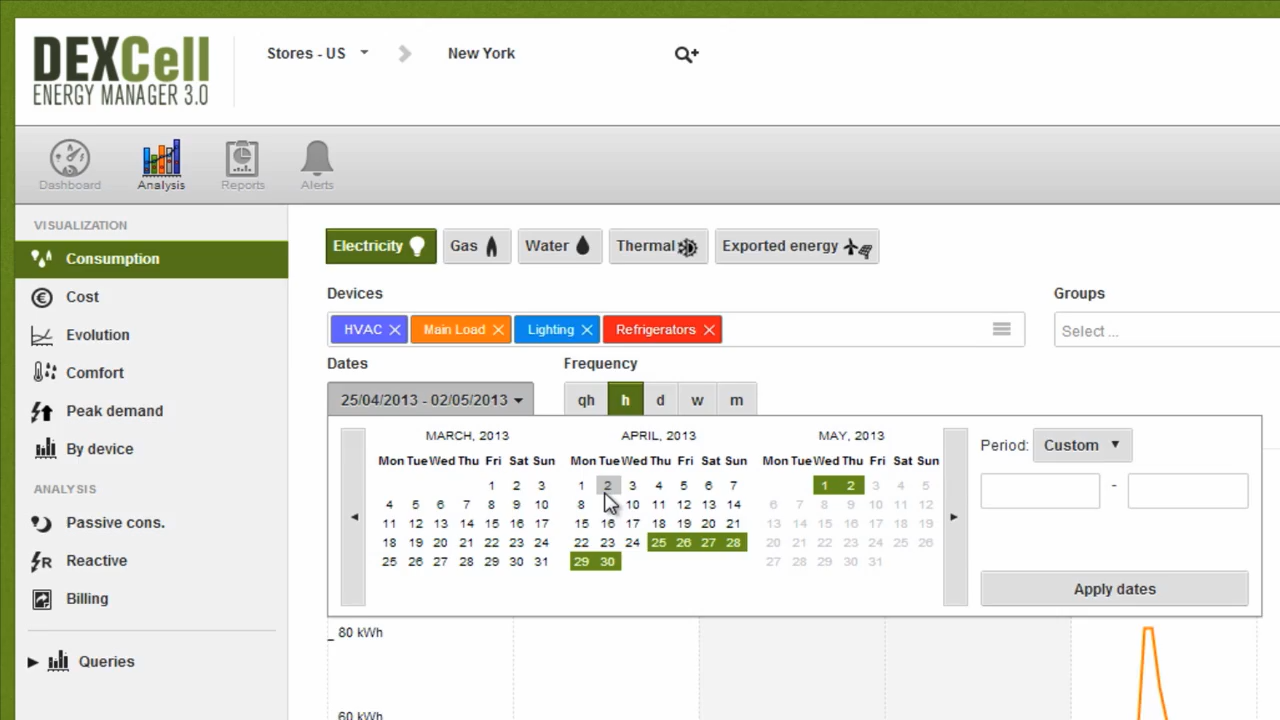 DEXCell
ENERGY MANAGER 3.0
Stores - US
New York
Dashboard
Analysis
Reports
Alerts
VISUALIZATION
Consumption
Cost
Evolution
Comfort
Peak demand
By device
ANALYSIS
Passive cons.
Reactive
Billing
Queries
Electricity
Gas
Water
Thermal
Exported energy
Devices
Groups
HVAC
Main Load
Lighting
Refrigerators
Select ...
Dates
Frequency
25/04/2013 - 02/05/2013
qh h d w m
MARCH, 2013
Mon Tue Wed Thu Fri Sat Sun
1 2 3
4 5 6 7 8 9 10
11 12 13 14 15 16 17
18 19 20 21 22 23 24
25 26 27 28 29 30 31
APRIL, 2013
Mon Tue Wed Thu Fri Sat Sun
1 2 3 4 5 6 7
8 10 11 12 13 14
15 16 17 18 19 20 21
22 23 24 25 26 27 28
29 30
MAY, 2013
Mon Tue Wed Thu Fri Sat Sun
1 2 3 4 5
6 7 8 9 10 11 12
13 14 15 16 17 18 19
20 21 22 23 24 25 26
27 28 29 30 31
Period: Custom
-
Apply dates
80 kWh
60 kWh